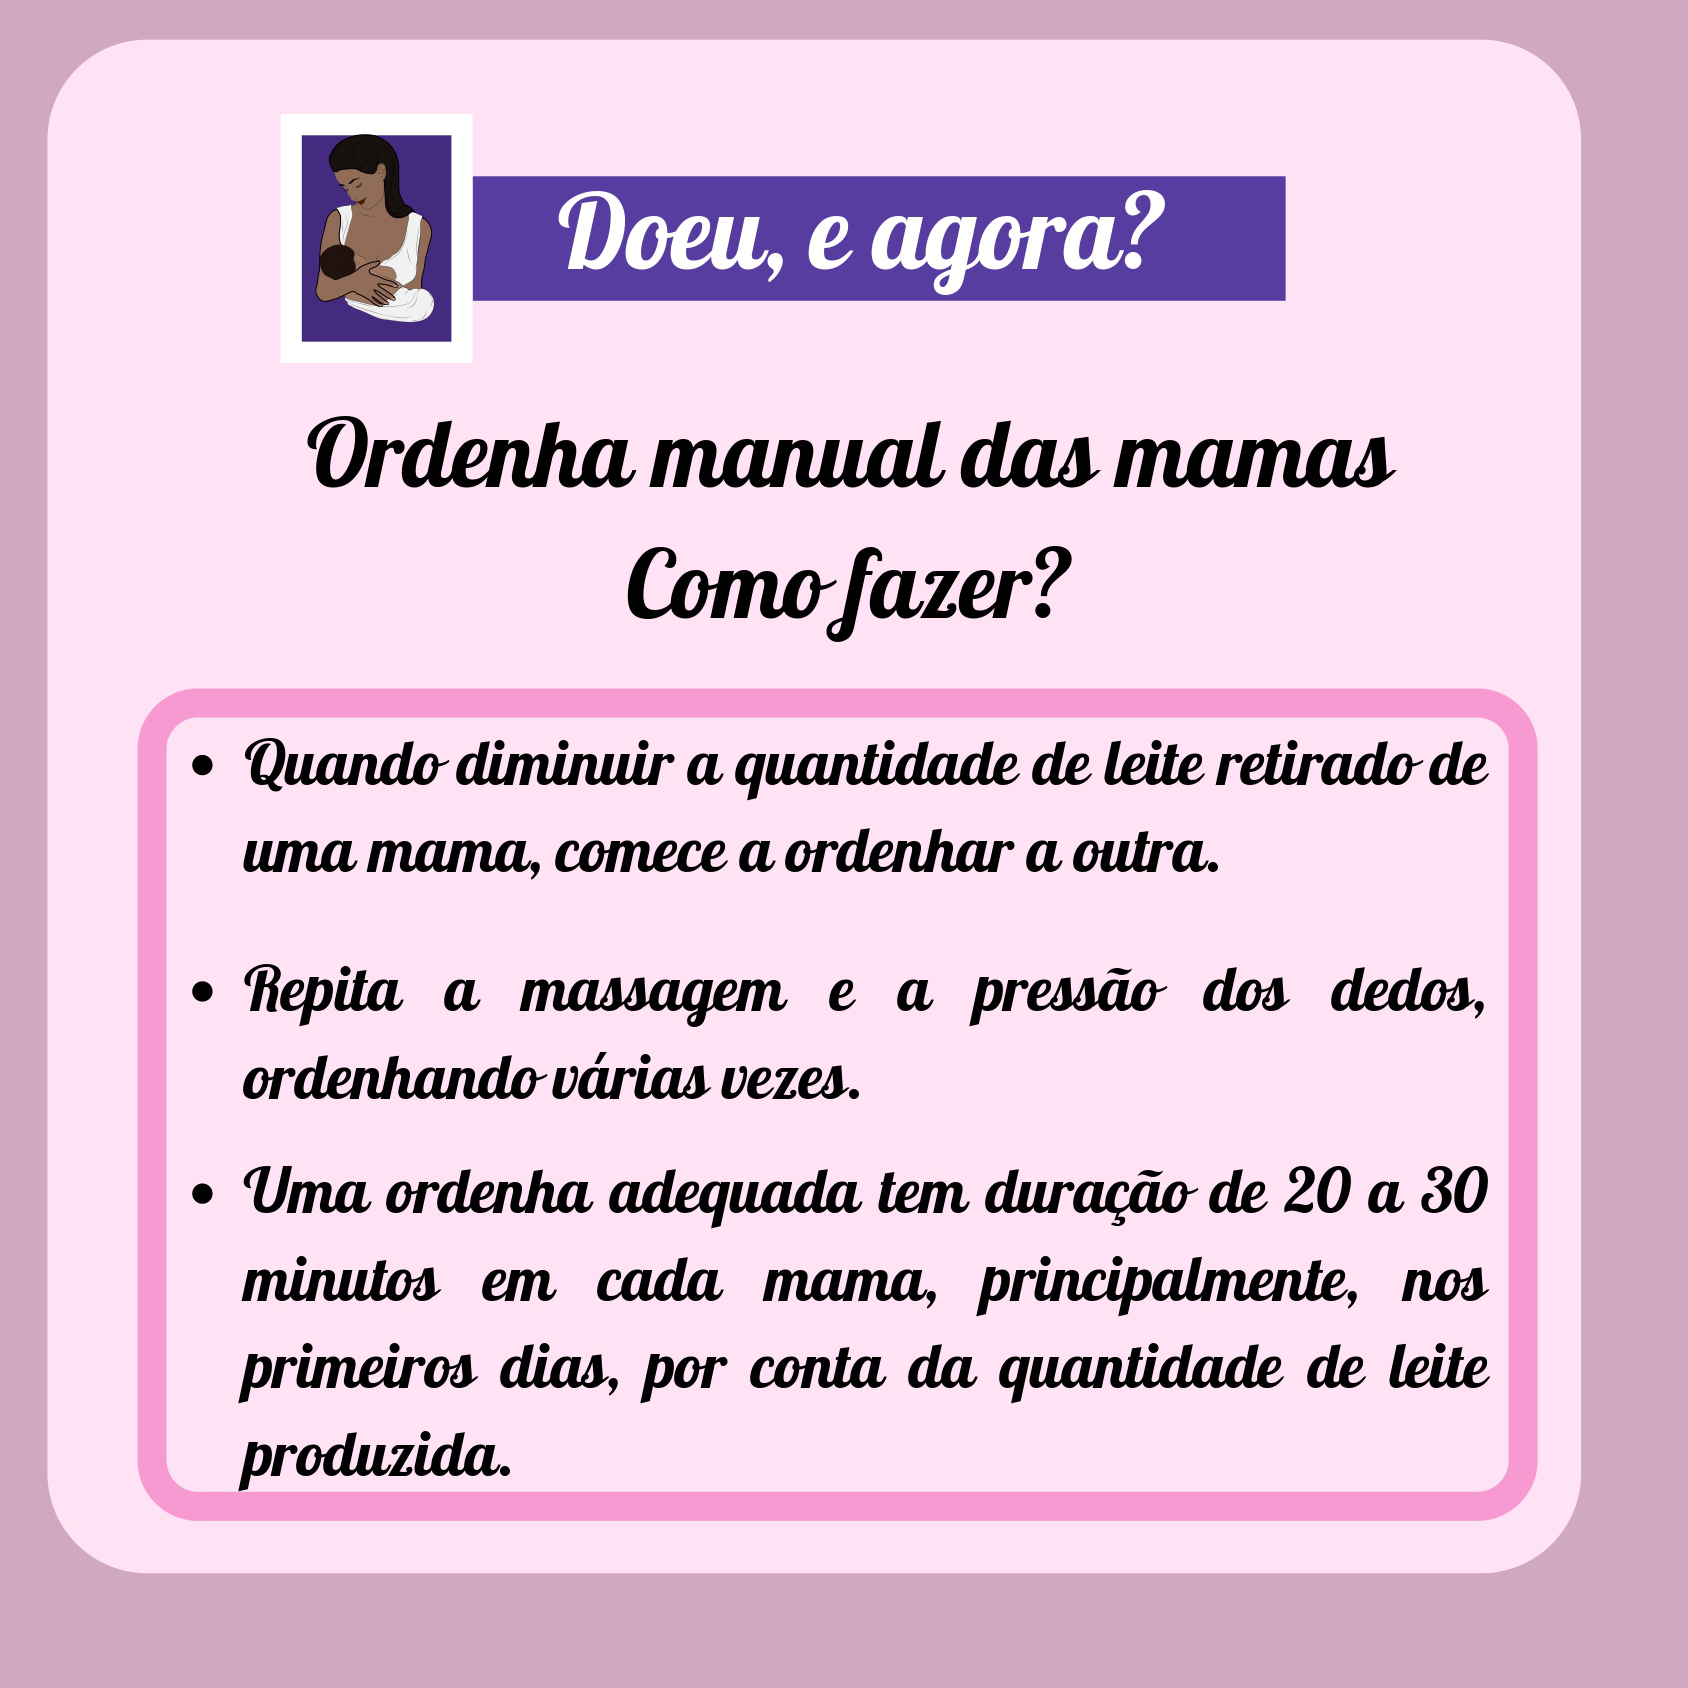 Doeu, e agora?
Ordenha manual das mamas
Como fazer?
• Quando diminuir a quantidade de leite retirado de
uma mama, comece a ordenhar a outra.
• Repita a massagem e a pressão dos dedos,
ordenhando várias vezes.
• Uma ordenha adequada tem duração de 20 a 30
minutos em cada mama, principalmente, nos
primeiros dias, por conta da quantidade de leite
produzida.